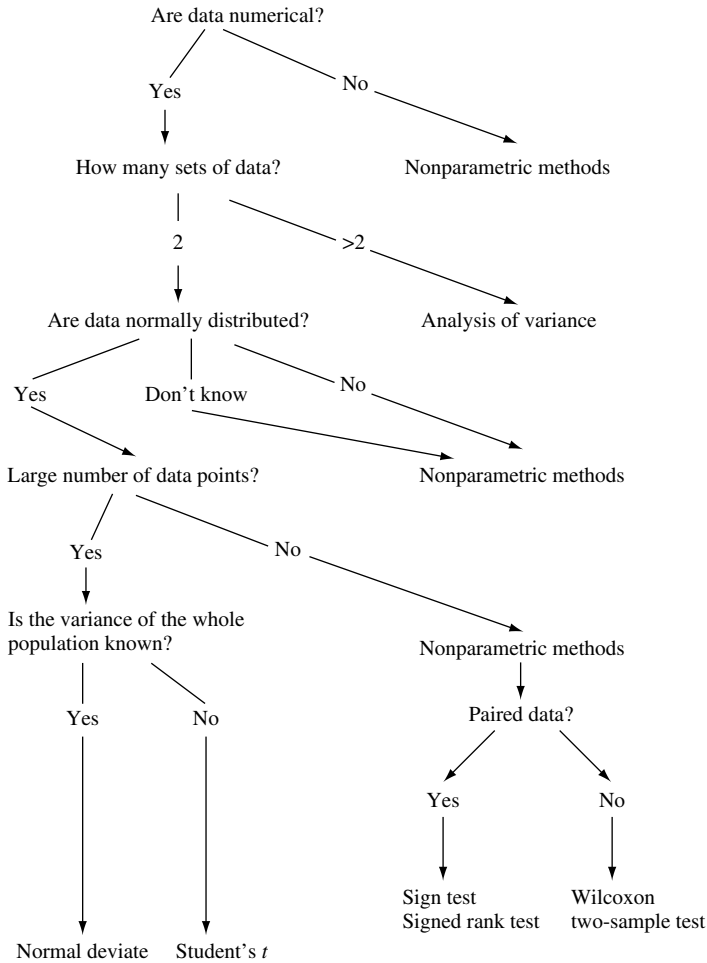 Are data numerical?
Yes
No
How many sets of data?
Nonparametric methods
2
>2
Are data normally distributed?
Analysis of variance
Yes
Don't know
No
Large number of data points?
Nonparametric methods
Yes
No
Is the variance of the whole
population known?
Nonparametric methods
Yes
No
Paired data?
Yes
No
Sign test
Signed rank test
Wilcoxon
two-sample test
Normal deviate
Student's t